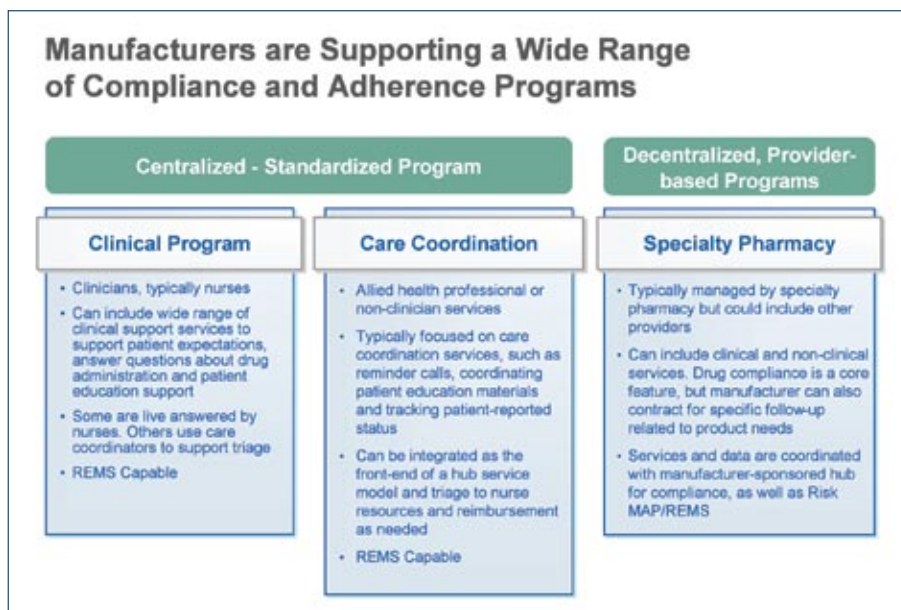 Manufacturers are Supporting a Wide Range
of Compliance and Adherence Programs
Centralized - Standardized Program
Clinical Program
• Clinicians, typically nurses
• Can include wide range of
clinical support services to
support patient expectations,
answer questions about drug
administration and patient
education support
• Some are live answered by
nurses. Others use care
coordinators to support triage
• REMS Capable
Care Coordination
• Allied health professional or
non-clinician services
• Typically focused on care
coordination services, such as
reminder calls, coordinating
patient education materials
and tracking patient-reported
status
• Can be integrated as the
front-end of a hub service
model and triage to nurse
resources and reimbursement
as needed
• REMS Capable
Decentralized, Provider-
based Programs
Specialty Pharmacy
• Typically managed by specialty
pharmacy but could include other
providers
• Can include clinical and non-clinical
services. Drug compliance is a core
feature, but manufacturer can also
contract for specific follow-up
related to product needs
• Services and data are coordinated
with manufacturer-sponsored hub
for compliance, as well as Risk
MAP/REMS